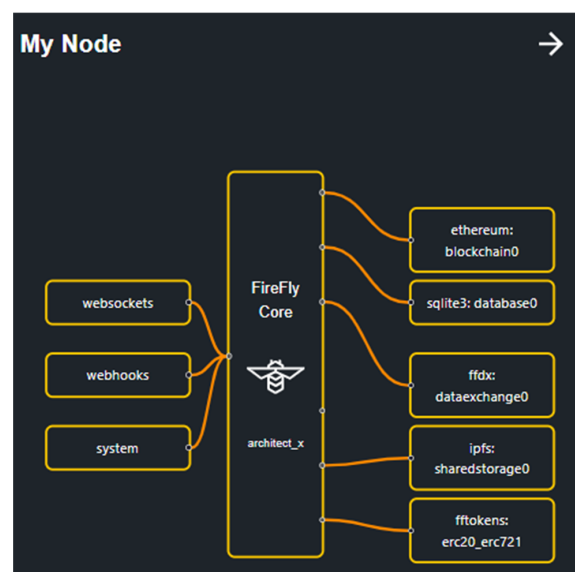 My Node
websockets
webhooks
system
FireFly
Core
architect_x
ethereum:
blockchain0
sqlite3: database0
ffdx:
dataexchange0
ipfs:
sharedstorage0
fftokens:
erc20_erc721